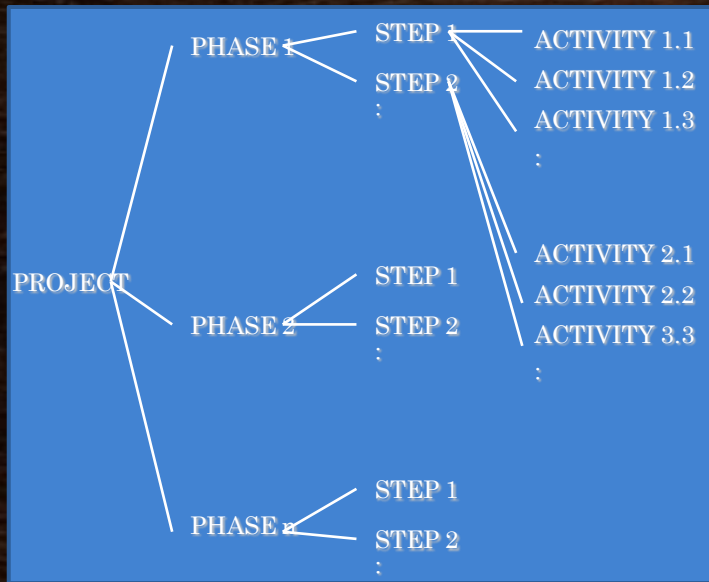 PROJECT
PHASE 1
STEP 1
ACTIVITY 1.1
ACTIVITY 1.2
ACTIVITY 1.3
:
STEP 2
:
ACTIVITY 2.1
ACTIVITY 2.2
ACTIVITY 3.3
:
PHASE 2
STEP 1
STEP 2
:
PHASE n
STEP 1
STEP 2
: